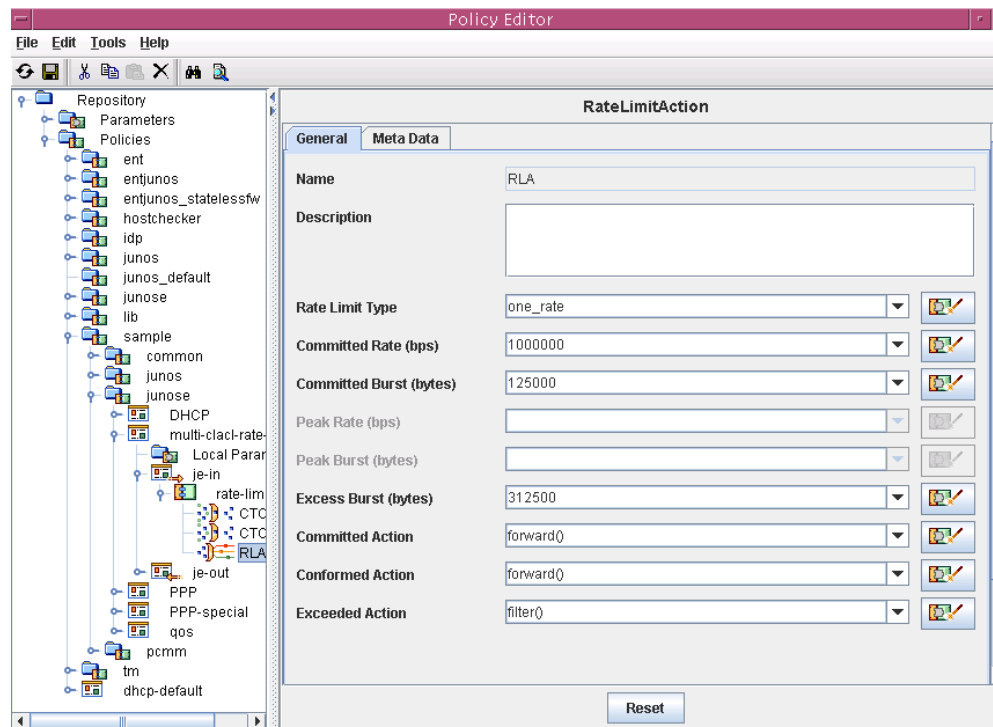 Policy Editor
File Edit Tools Help
Repository
Parameters
Policies
ent
entjunos
entjunos_statelessfw
hostchecker
idp
junos
junos_default
junose
lib
sample
common
junos
junose
DHCP
multi-clacl-rate-
Local Parar
je-in
rate-lim
CTC
CTC
RLA
je-out
PPP
PPP-special
qos
pcmm
tm
dhcp-default
RateLimitAction
General Meta Data
Name RLA
Description
Rate Limit Type one_rate
Committed Rate (bps) 1000000
Committed Burst (bytes) 125000
Peak Rate (bps)
Peak Burst (bytes)
Excess Burst (bytes) 312500
Committed Action forward()
Conformed Action forward()
Exceeded Action filter()
Reset